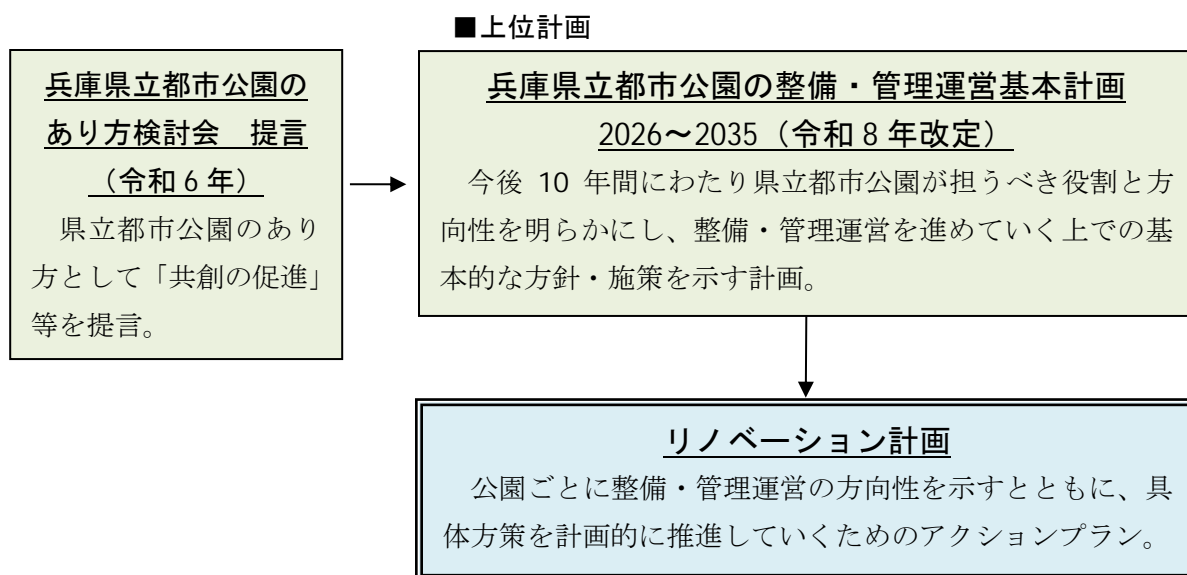 ■上位計画
兵庫県立都市公園の
あり方検討会　提言
（令和6年）
県立都市公園のあり
方として「共創の促進」
等を提言。
兵庫県立都市公園の整備・管理運営基本計画
2026～2035（令和8年改定）
今後 10 年間にわたり県立都市公園が担うべき役割と方
向性を明らかにし、整備・管理運営を進めていく上での基
本的な方針・施策を示す計画。
リノベーション計画
公園ごとに整備・管理運営の方向性を示すとともに、具
体方策を計画的に推進していくためのアクションプラン。